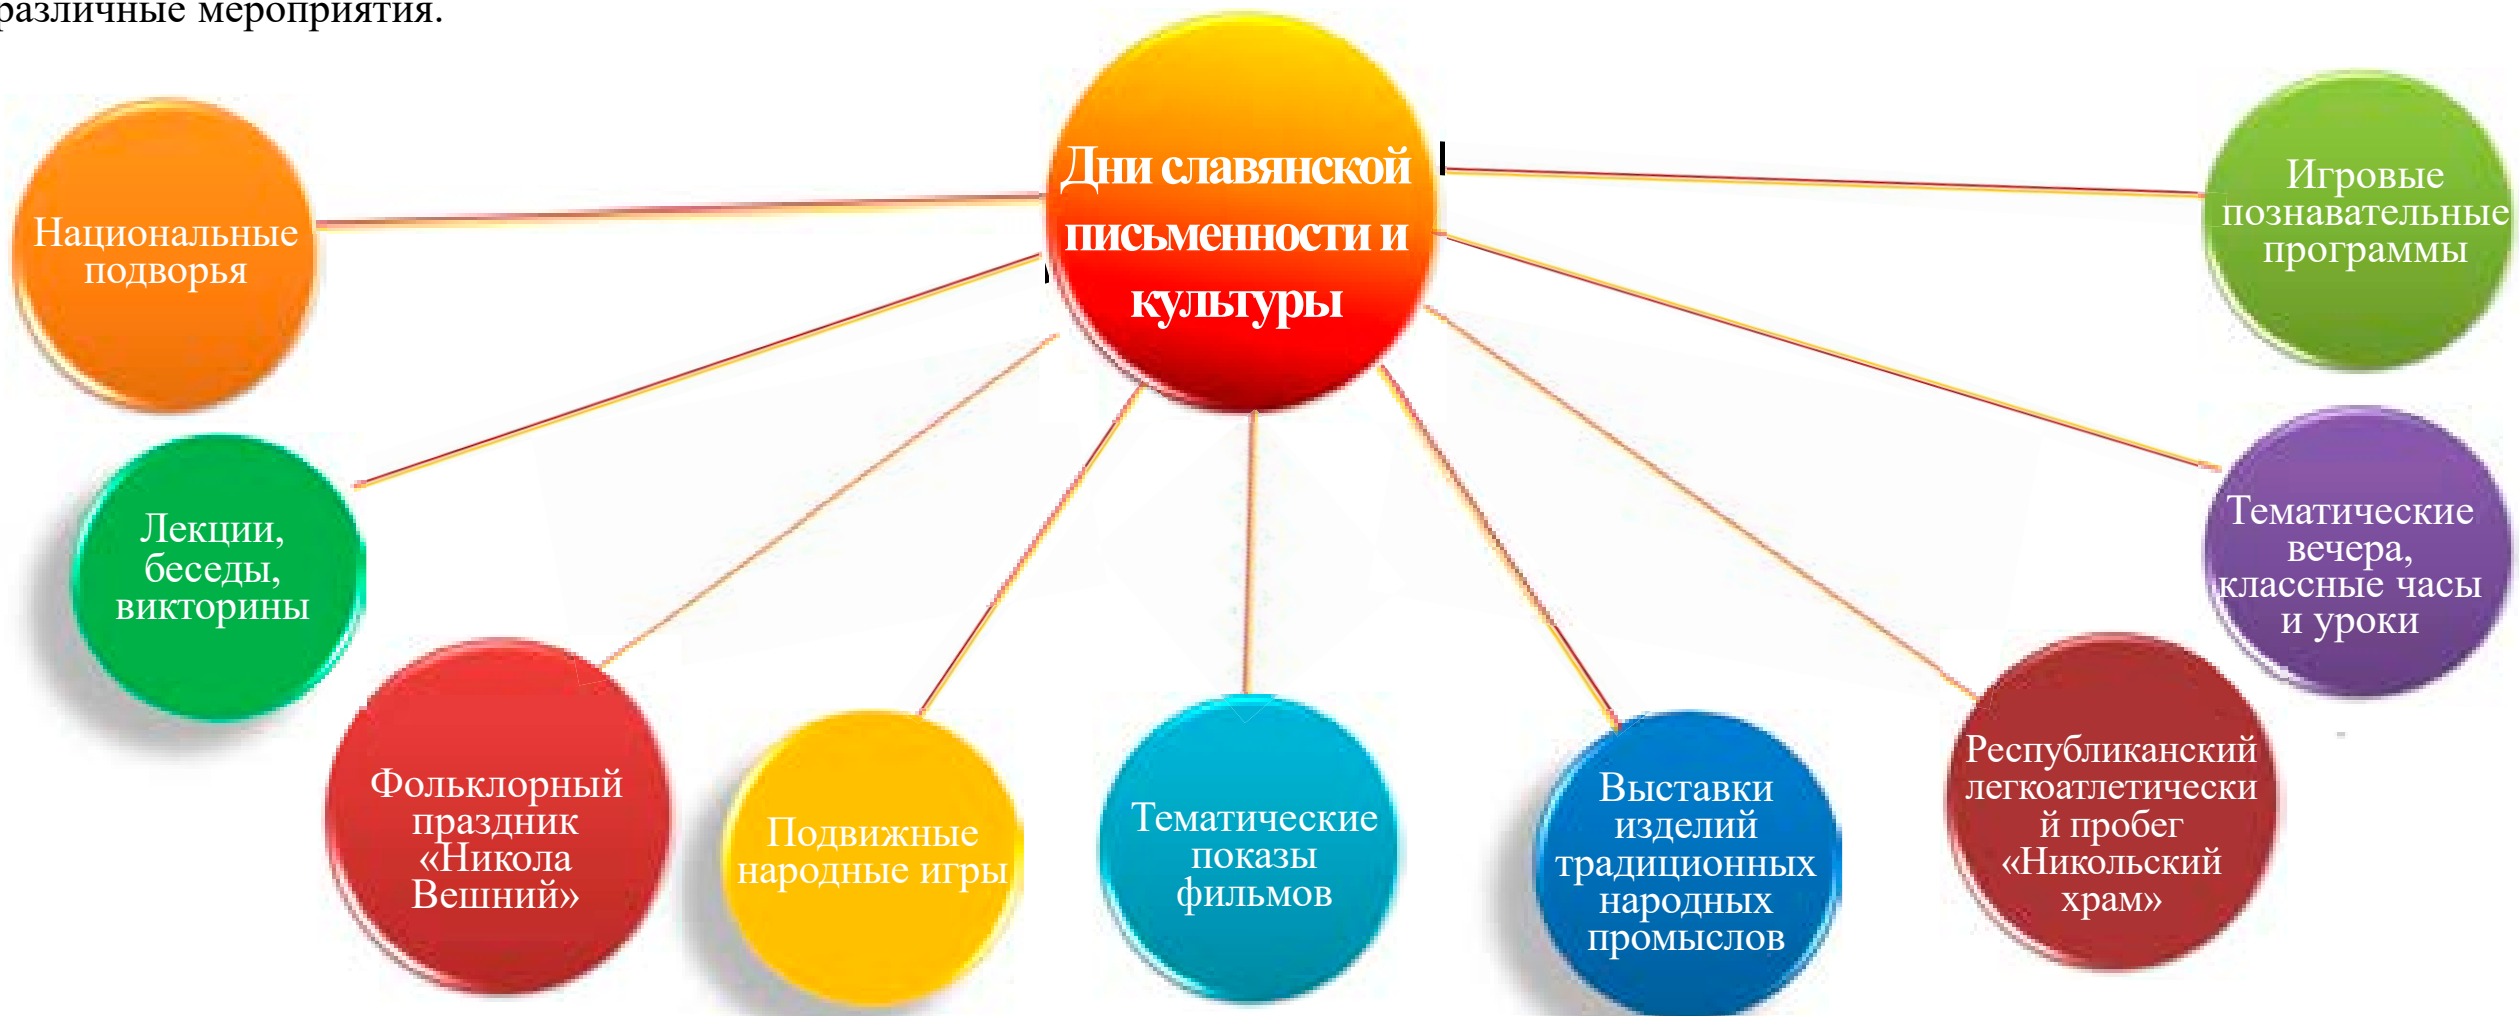 различные мероприятия.
Дни славянской
письменности и
культуры
Национальные
подворья
Лекции,
беседы,
викторины
Фольклорный
праздник
«Никола
Вешний»
Подвижные
народные игры
Тематические
показы
фильмов
Выставки
изделий
традиционных
народных
промыслов
Республиканский
легкоатлетически
й пробег
«Никольский
храм»
Тематические
вечера,
классные часы
и уроки
Игровые
познавательные
программы